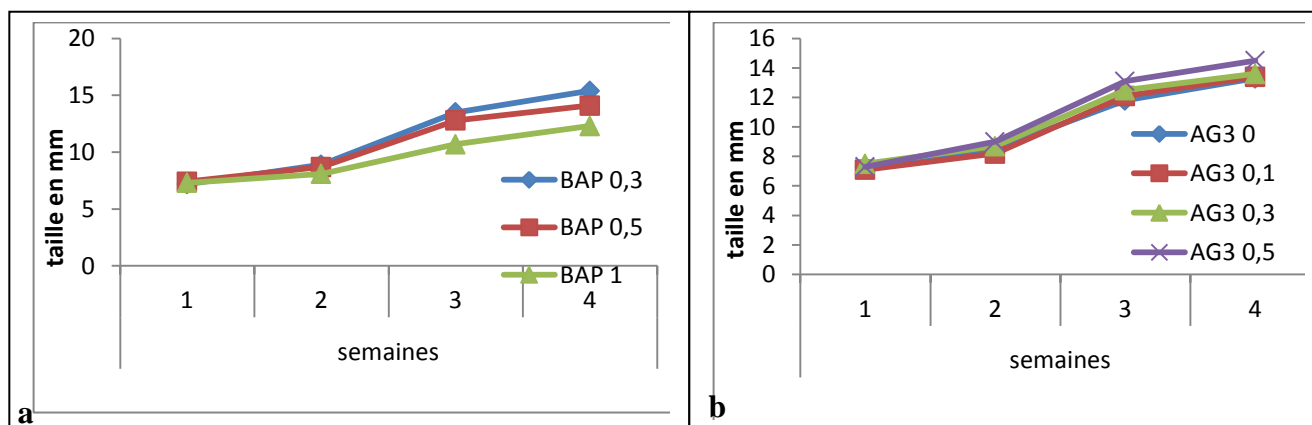 20
15
10
5
0
taille en mm
1 2 3 4
semaines
BAP 0,3
BAP 0,5
BAP 1
a
16
14
12
10
8
6
4
2
0
taille en mm
1 2 3 4
semaines
AG3 0
AG3 0,1
AG3 0,3
AG3 0,5
b